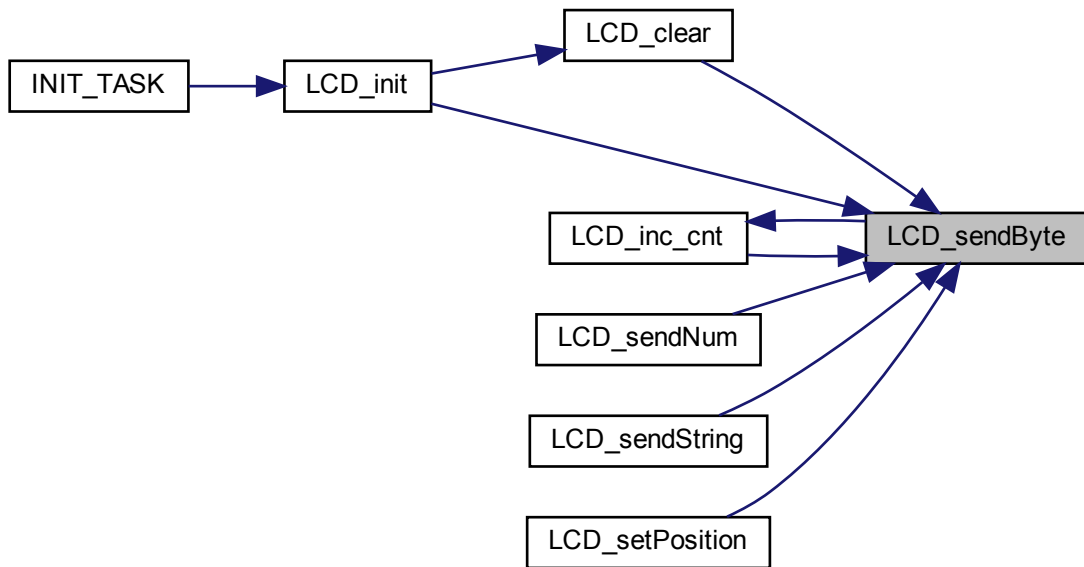 LCD_clear
INIT_TASK
LCD_init
LCD_inc_cnt
LCD_sendByte
LCD_sendNum
LCD_sendString
LCD_setPosition